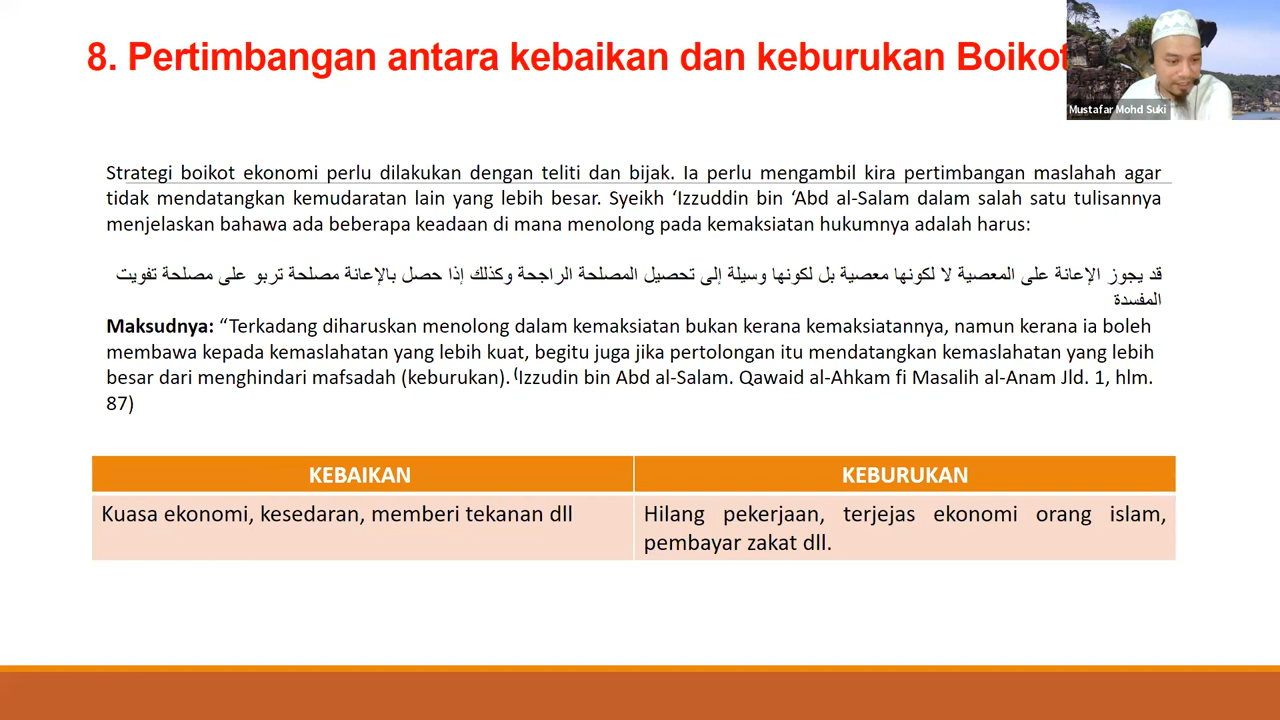 8. Pertimbangan antara kebaikan dan keburukan Boikot
Mustafar Mohd Suki
Strategi boikot ekonomi perlu dilakukan dengan teliti dan bijak. Ia perlu mengambil kira pertimbangan maslahah agar
tidak mendatangkan kemudaratan lain yang lebih besar. Syeikh ‘Izzuddin bin ‘Abd al-Salam dalam salah satu tulisannya
menjelaskan bahawa ada beberapa keadaan di mana menolong pada kemaksiatan hukumnya adalah harus:
قد يجوز الإعانة على المعصية لا لكونها معصية بل لكونها وسيلة إلى تحصيل المصلحة الراجحة وكذلك إذا حصل بالإعانة مصلحة تربو على مصلحة تفويت
المفسدة
Maksudnya: “Terkadang diharuskan menolong dalam kemaksiatan bukan kerana kemaksiatannya, namun kerana ia boleh
membawa kepada kemaslahatan yang lebih kuat, begitu juga jika pertolongan itu mendatangkan kemaslahatan yang lebih
besar dari menghindari mafsadah (keburukan). (Izzudin bin Abd al-Salam. Qawaid al-Ahkam fi Masalih al-Anam Jld. 1, hlm.
87)
KEBAIKAN
KEBURUKAN
Kuasa ekonomi, kesedaran, memberi tekanan dll
Hilang pekerjaan, terjejas ekonomi orang islam,
pembayar zakat dll.